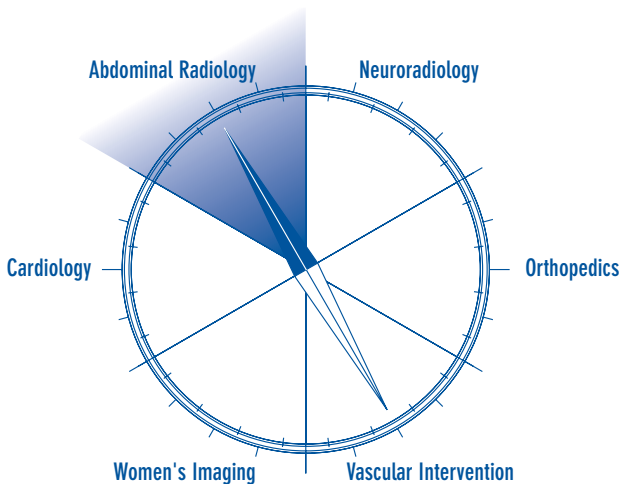 Abdominal Radiology
Neuroradiology
Cardiology
Orthopedics
Women's Imaging
Vascular Intervention